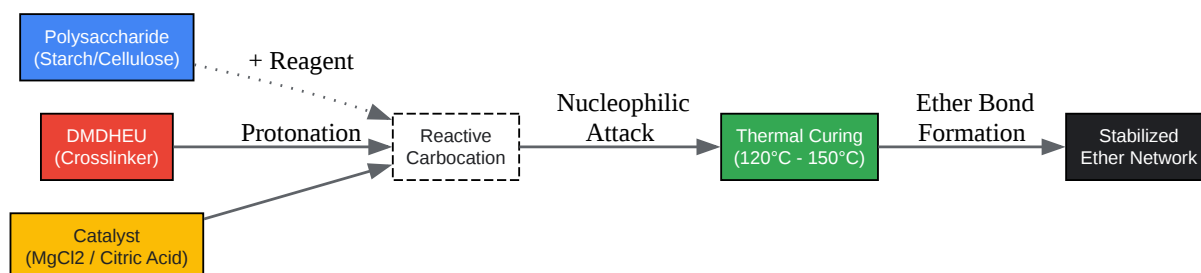 Polysaccharide
(Starch/Cellulose)
+ Reagent
DMDHEU
(Crosslinker)
Protonation
Reactive
Carbocation
Nucleophilic
Attack
Thermal Curing
(120°C - 150°C)
Ether Bond
Formation
Stabilized
Ether Network
Catalyst
(MgCl2 / Citric Acid)